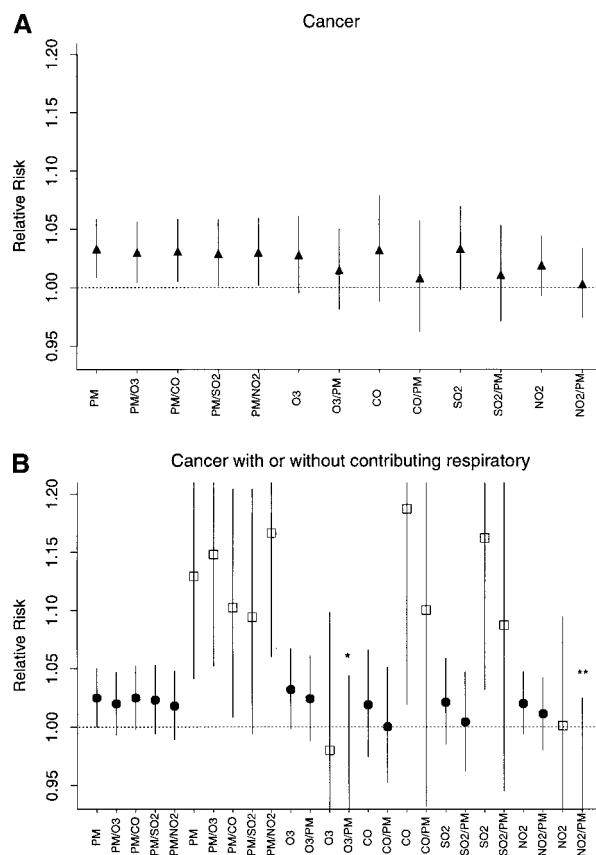 A
Cancer
Relative Risk
1.20
1.15
1.10
1.05
1.00
0.95
PM PM/O3 PM/CO PM/SO2 PM/NO2 O3 O3/PM CO CO/PM SO2 SO2/PM NO2 NO2/PM
B
Cancer with or without contributing respiratory
Relative Risk
1.20
1.15
1.10
1.05
1.00
0.95
*
**
PM PM/O3 PM/CO PM/SO2 PM/NO2 PM PM/O3 PM/CO PM/SO2 PM/NO2 O3 O3/PM O3 O3/PM CO CO/PM CO CO/PM SO2 SO2/PM SO2 SO2/PM NO2 NO2/PM NO2 NO2/PM